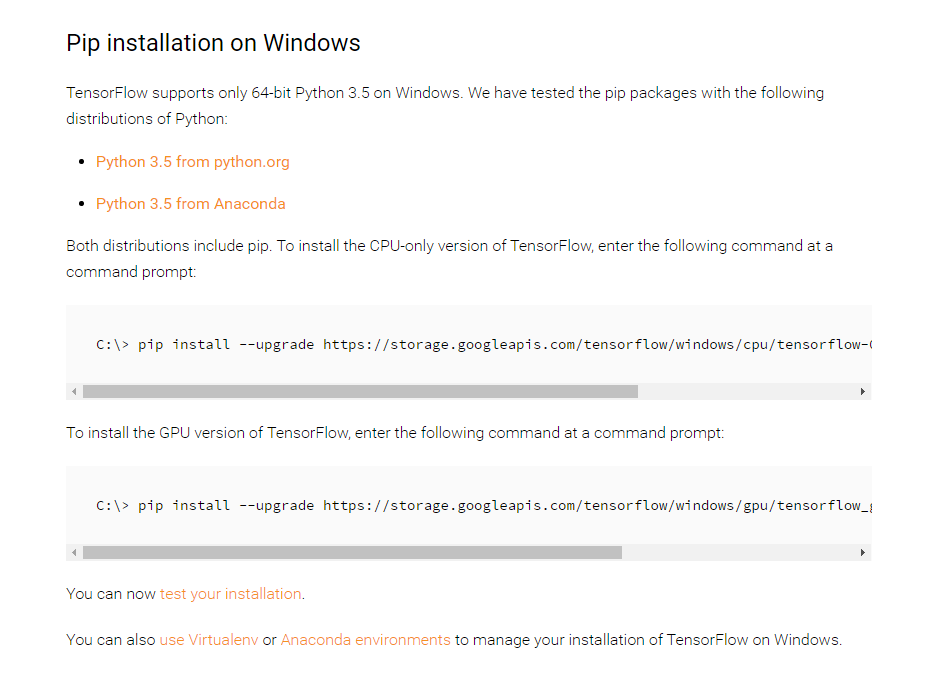 Pip installation on Windows
TensorFlow supports only 64-bit Python 3.5 on Windows. We have tested the pip packages with the following
distributions of Python:
• Python 3.5 from python.org
• Python 3.5 from Anaconda
Both distributions include pip. To install the CPU-only version of TensorFlow, enter the following command at a
command prompt:
C:\> pip install --upgrade https://storage.googleapis.com/tensorflow/windows/cpu/tensorflow-
To install the GPU version of TensorFlow, enter the following command at a command prompt:
C:\> pip install --upgrade https://storage.googleapis.com/tensorflow/windows/gpu/tensorflow_
You can now test your installation.
You can also use Virtualenv or Anaconda environments to manage your installation of TensorFlow on Windows.